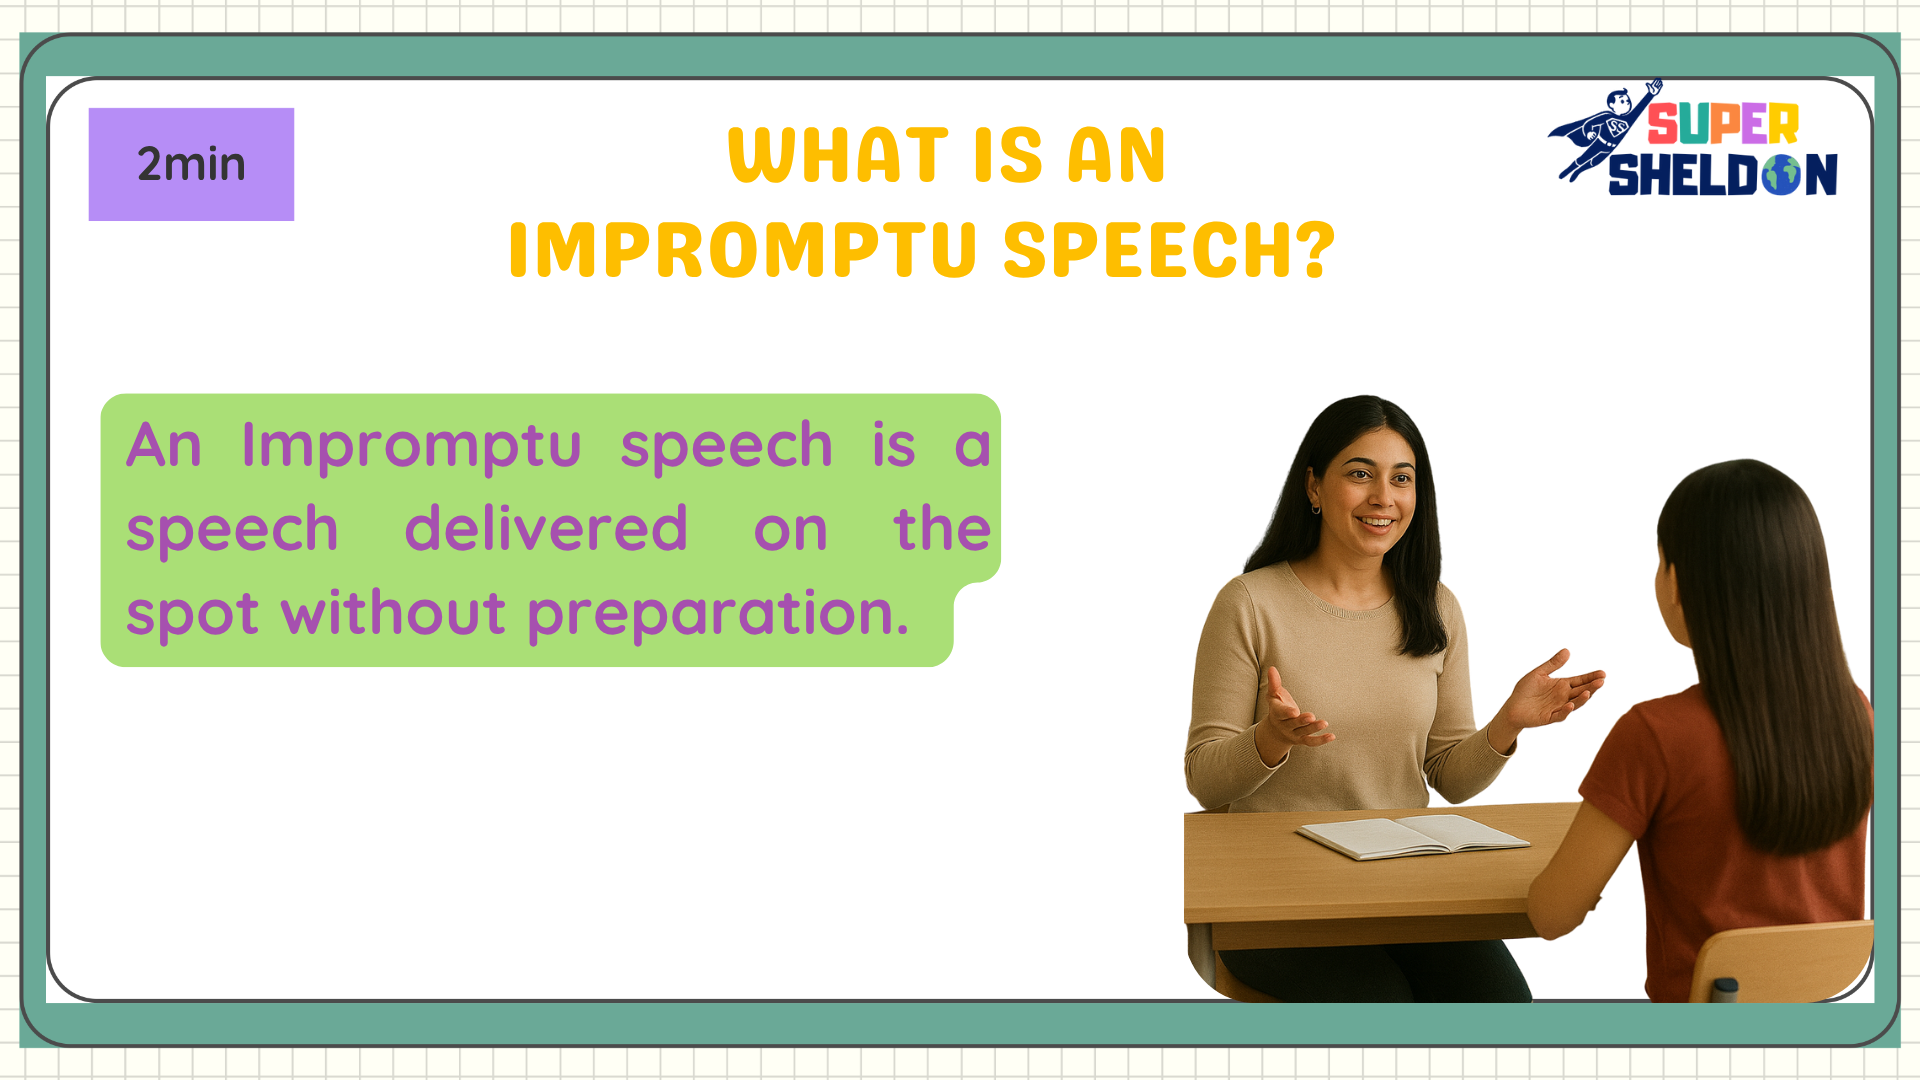 2min
WHAT IS AN
IMPROMPTU SPEECH?
SUPER
SHELDON
An Impromptu speech is a
speech delivered on the
spot without preparation.